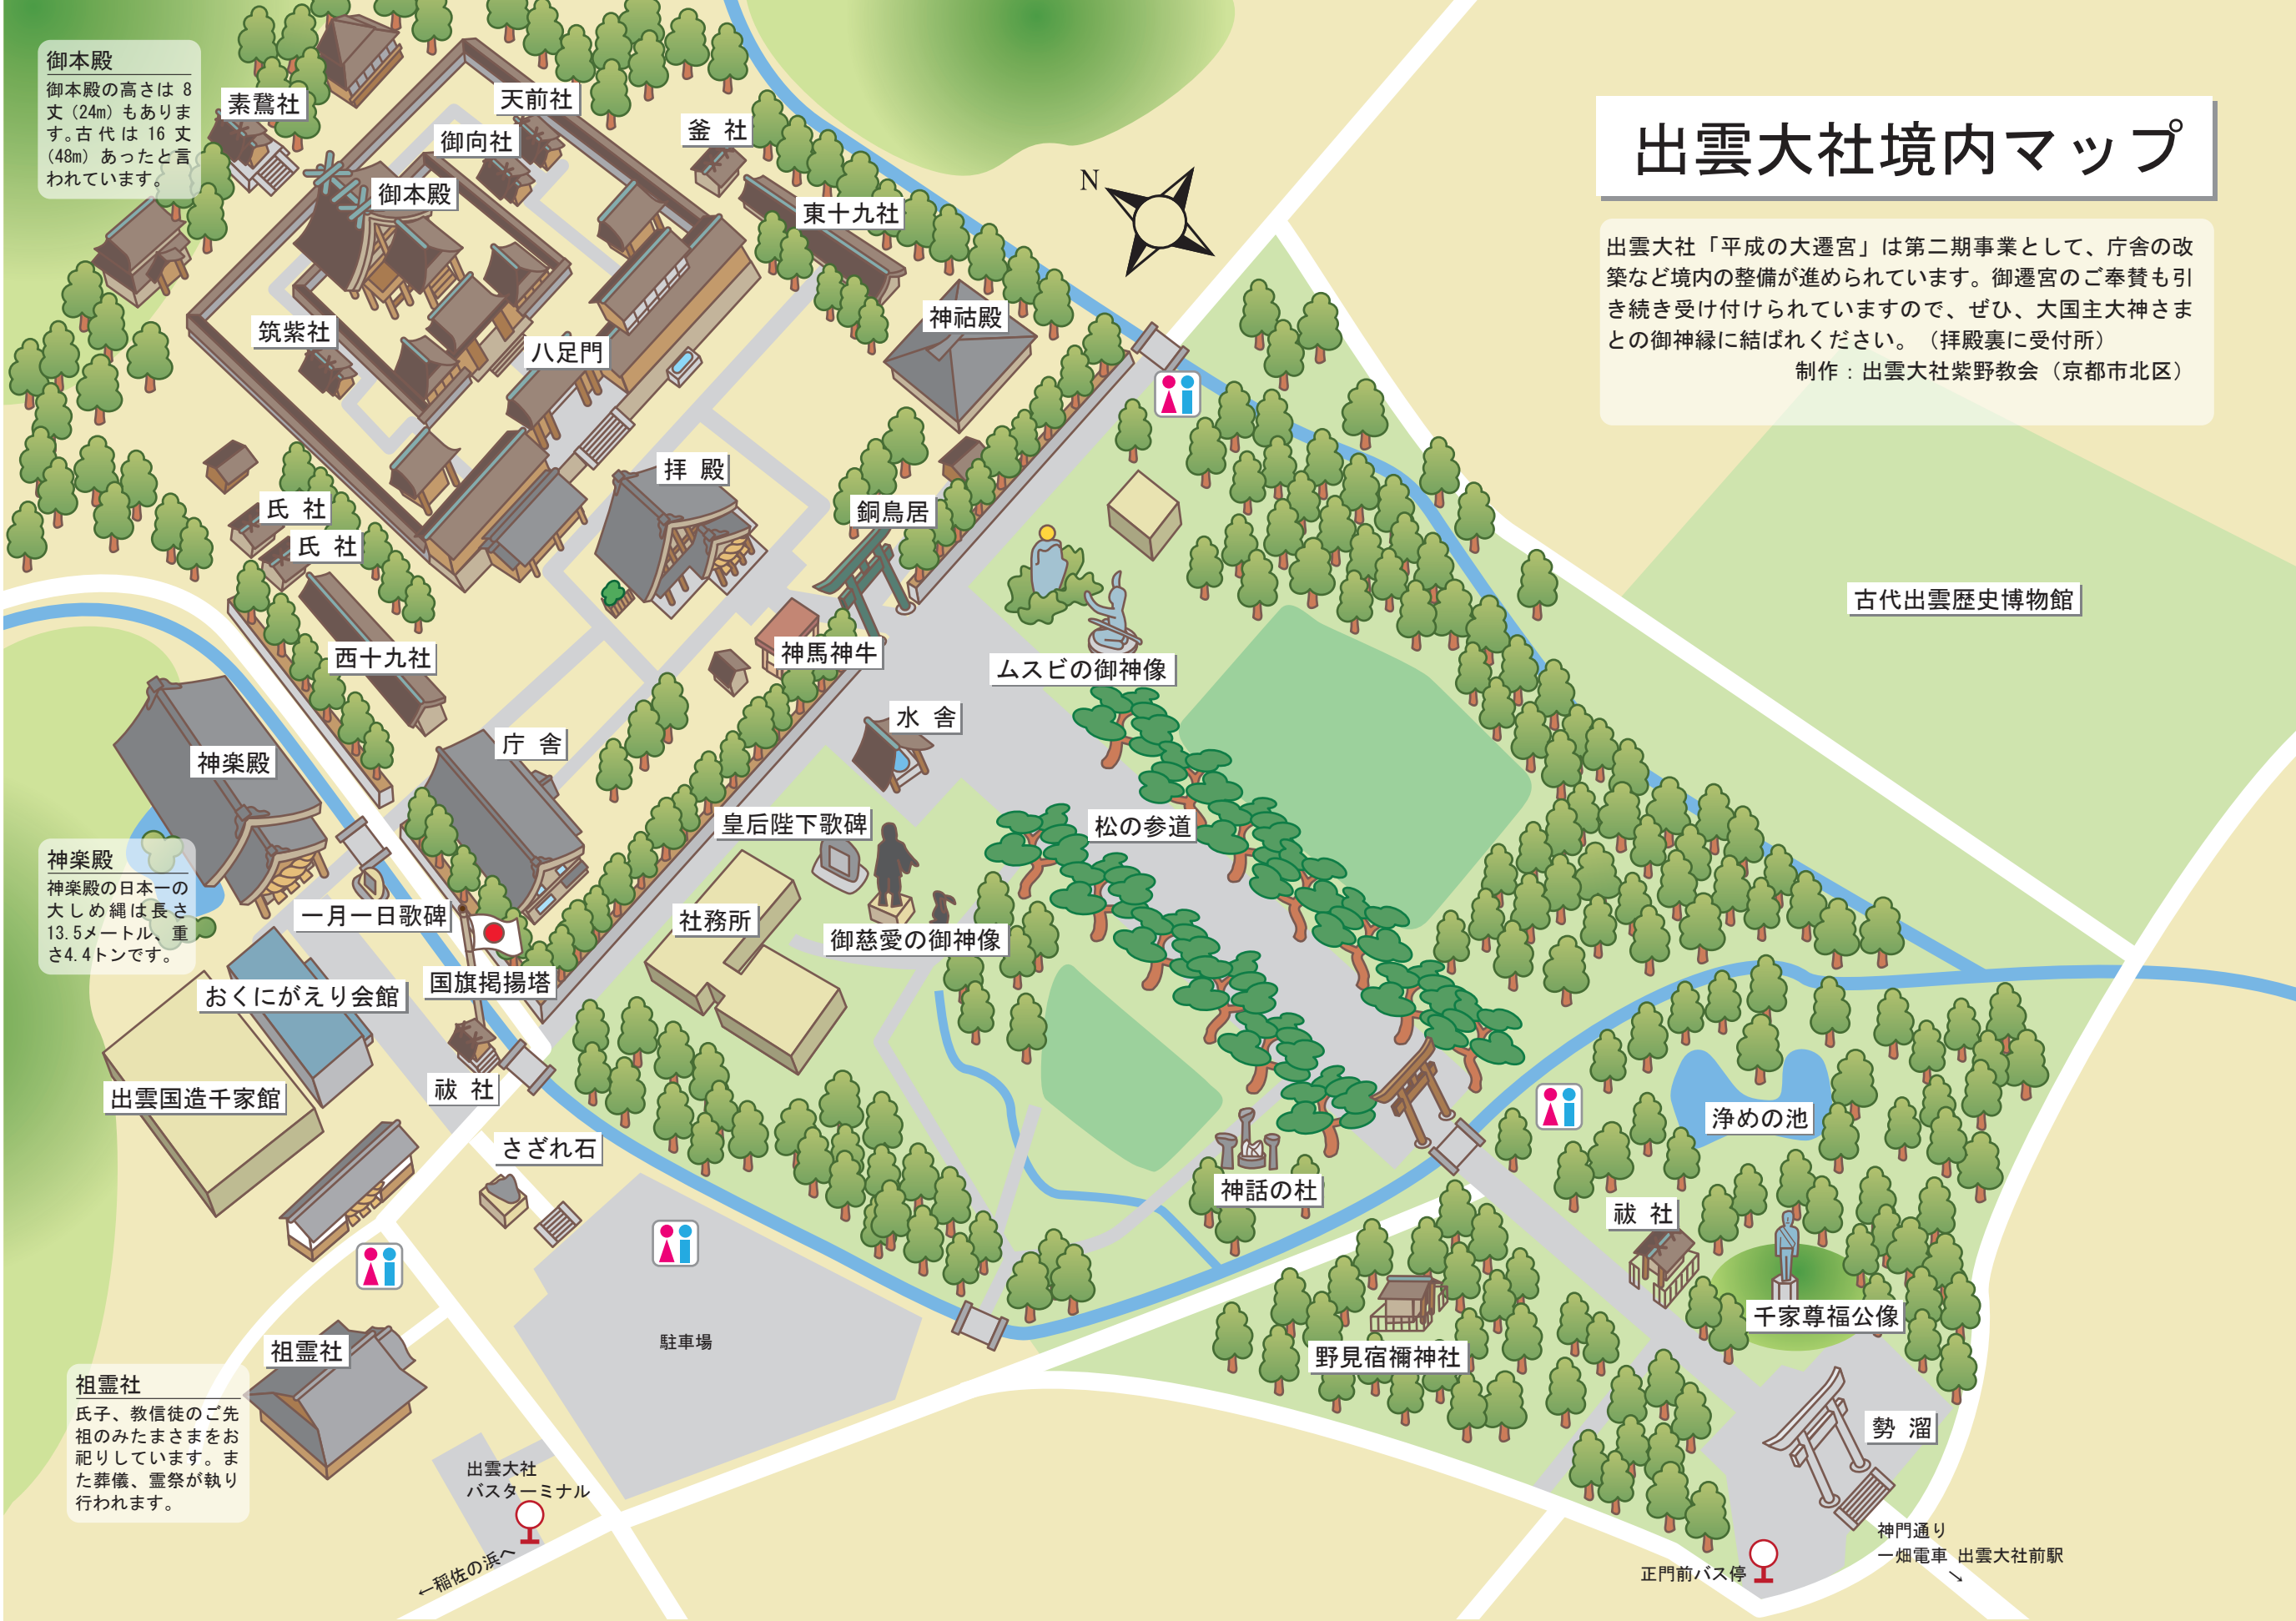 出雲大社境内マップ
出雲大社「平成の大遷宮」は第二期事業として、庁舎の改
築など境内の整備が進められています。御遷宮のご奉賛も引
き続き受け付けられていますので、ぜひ、大国主大神さま
との御神縁に結ばれください。（拝殿裏に受付所）
制作：出雲大社紫野教会（京都市北区）
御本殿
御本殿の高さは 8
丈（24m）もありま
す。古代は 16 丈
（48m）あったと言
われています。
素鵞社
天前社
御向社
釜 社
御本殿
東十九社
N
筑紫社
八足門
神祜殿
拝 殿
銅鳥居
氏 社
氏 社
西十九社
神馬神牛
ムスビの御神像
古代出雲歴史博物館
水 舎
庁 舎
神楽殿
皇后陛下歌碑
松の参道
神楽殿
神楽殿の日本一の
大しめ縄は長さ
13.5メートル、重
さ4.4トンです。
一月一日歌碑
社務所
御慈愛の御神像
国旗掲揚塔
おくにがえり会館
出雲国造千家館
祓 社
さざれ石
浄めの池
神話の杜
祓 社
千家尊福公像
野見宿禰神社
駐車場
祖霊社
祖霊社
氏子、教信徒のご先
祖のみたまさまをお
祀りしています。ま
た葬儀、霊祭が執り
行われます。
勢 溜
出雲大社
バスターミナル
←稲佐の浜へ
正門前バス停
神門通り
一畑電車 出雲大社前駅
→